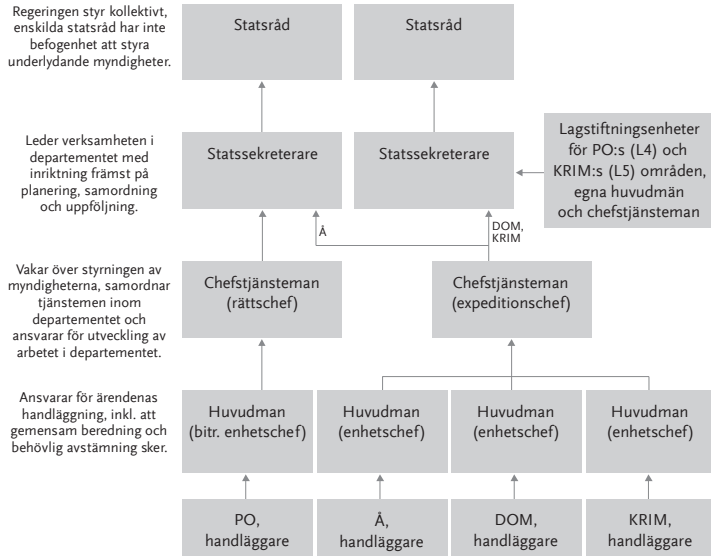 Regeringen styr kollektivt,
enskilda statsråd har inte
befogenhet att styra
underlydande myndigheter.
Statsråd
Statsråd
Leder verksamheten i
departementet med
inriktning främst på
planering, samordning
och uppföljning.
Statssekreterare
Statssekreterare
Lagstiftningsenheter
för PO:s (L4) och
KRIM:s (L5) områden,
egna huvudmän
och chefstjänsteman
Å
DOM,
KRIM
Vakar över styrningen av
myndigheterna, samordnar
tjänstemen inom
departementet och
ansvarar för utveckling av
arbetet i departementet.
Chefstjänsteman
(rättschef)
Chefstjänsteman
(expeditionschef)
Ansvarar för ärendenas
handläggning, inkl. att
gemensam beredning och
behövlig avstämning sker.
Huvudman
(bitr. enhetschef)
Huvudman
(enhetschef)
Huvudman
(enhetschef)
Huvudman
(enhetschef)
PO,
handläggare
Å,
handläggare
DOM,
handläggare
KRIM,
handläggare